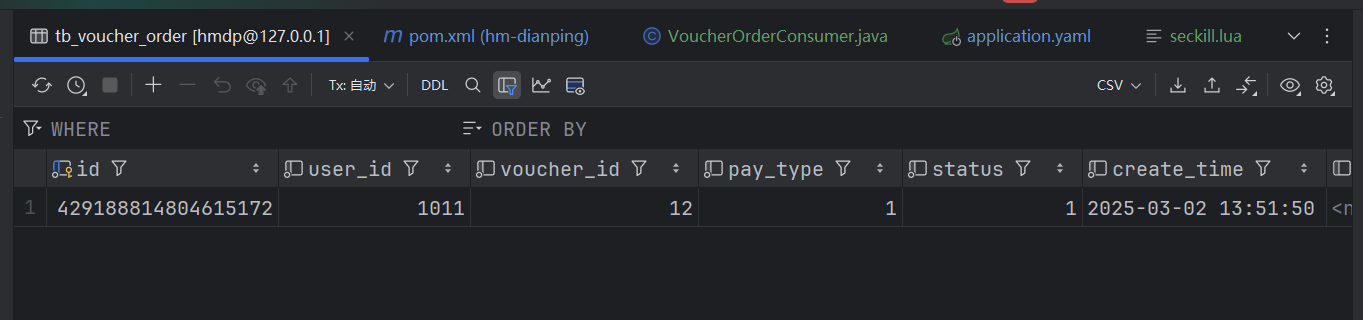 tb_voucher_order [hmdp@127.0.0.1] × m pom.xml (hm-dianping) © VoucherOrderConsumer.java application.yaml seckill.lua
Tx: 自动 DDL CSV
WHERE ORDER BY
id user_id voucher_id pay_type status create_time
1 429188814804615172 1011 12 1 1 2025-03-02 13:51:50 <n